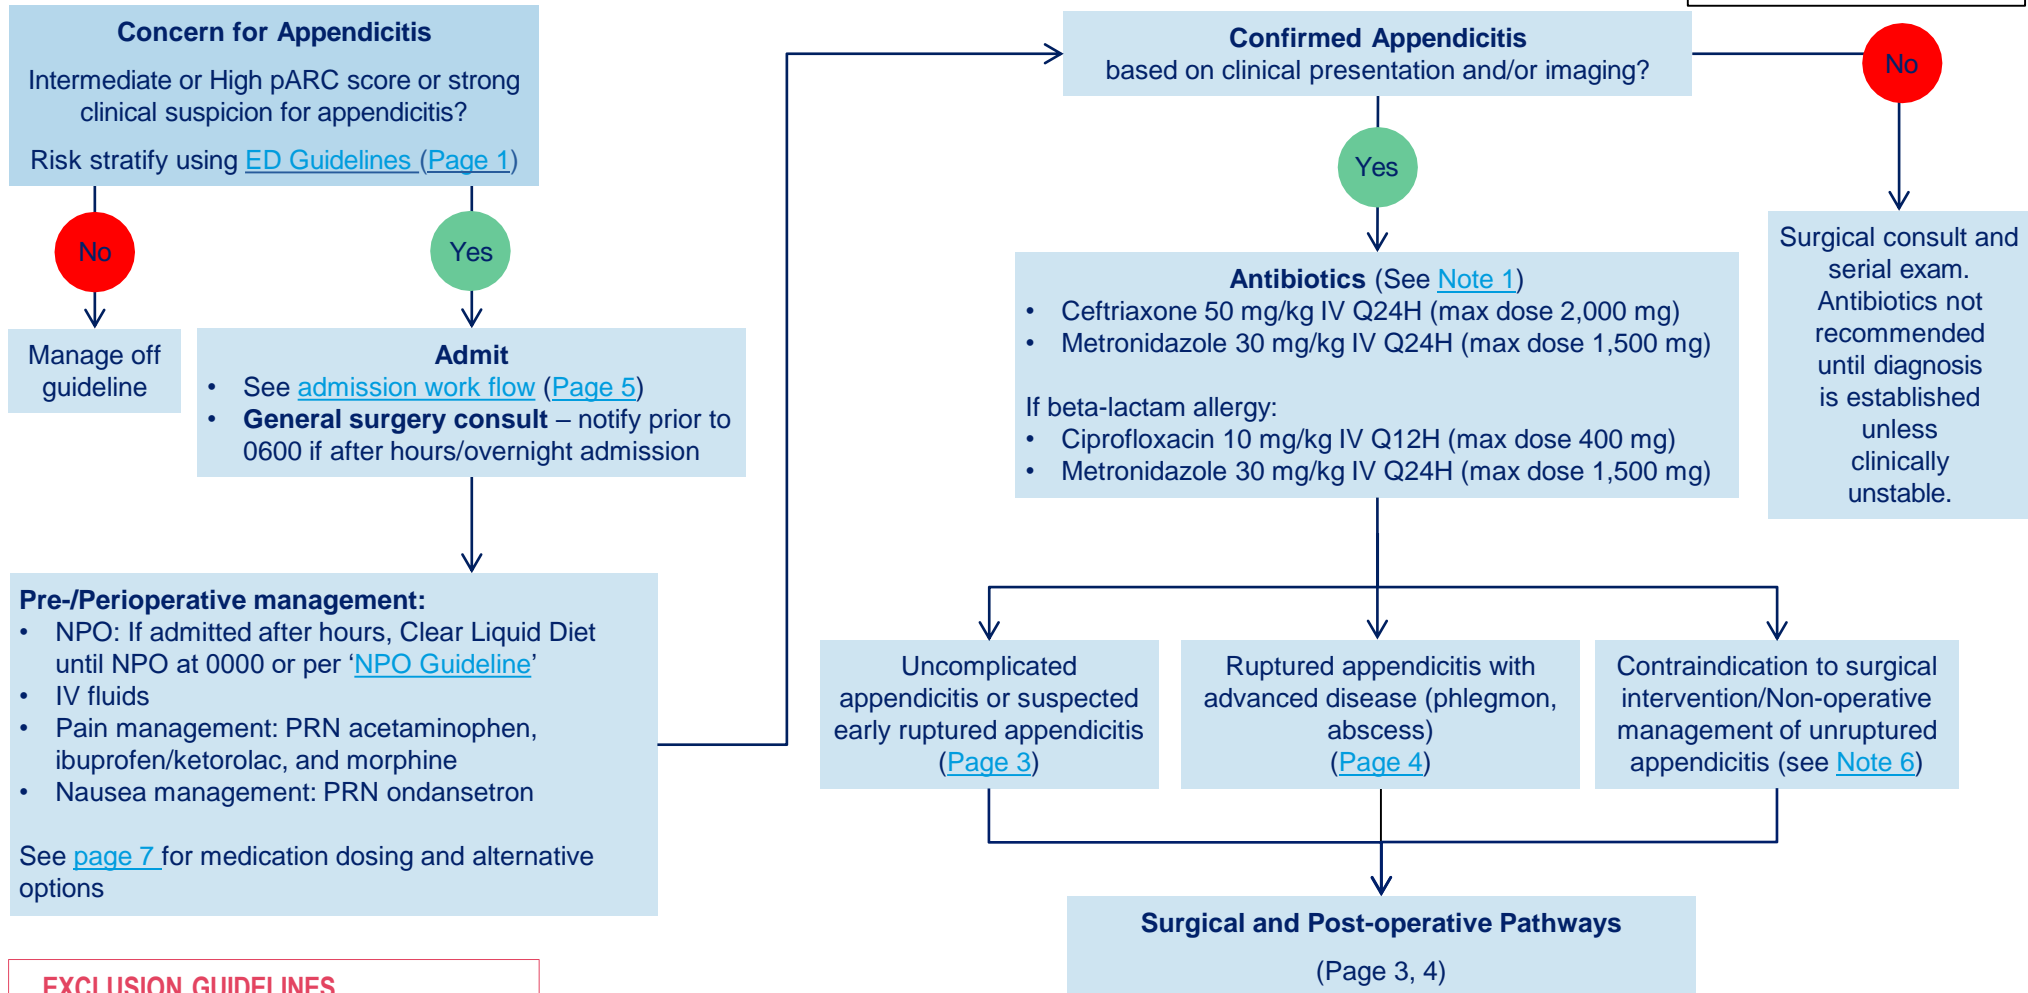 Concern for Appendicitis
Intermediate or High pARC score or strong
clinical suspicion for appendicitis?
Risk stratify using ED Guidelines (Page 1)
No
Yes
Manage off
guideline
Admit
• See admission work flow (Page 5)
• General surgery consult – notify prior to
0600 if after hours/overnight admission
Pre-/Perioperative management:
• NPO: If admitted after hours, Clear Liquid Diet
until NPO at 0000 or per ‘NPO Guideline’
• IV fluids
• Pain management: PRN acetaminophen,
ibuprofen/ketorolac, and morphine
• Nausea management: PRN ondansetron
See page 7 for medication dosing and alternative
options
EXCLUSION GUIDELINES
Confirmed Appendicitis
based on clinical presentation and/or imaging?
No
Yes
Surgical consult and
serial exam.
Antibiotics not
recommended
until diagnosis
is established
unless
clinically
unstable.
Antibiotics (See Note 1)
• Ceftriaxone 50 mg/kg IV Q24H (max dose 2,000 mg)
• Metronidazole 30 mg/kg IV Q24H (max dose 1,500 mg)
If beta-lactam allergy:
• Ciprofloxacin 10 mg/kg IV Q12H (max dose 400 mg)
• Metronidazole 30 mg/kg IV Q24H (max dose 1,500 mg)
Uncomplicated
appendicitis or suspected
early ruptured appendicitis
(Page 3)
Ruptured appendicitis with
advanced disease (phlegmon,
abscess)
(Page 4)
Contraindication to surgical
intervention/Non-operative
management of unruptured
appendicitis (see Note 6)
Surgical and Post-operative Pathways
(Page 3, 4)